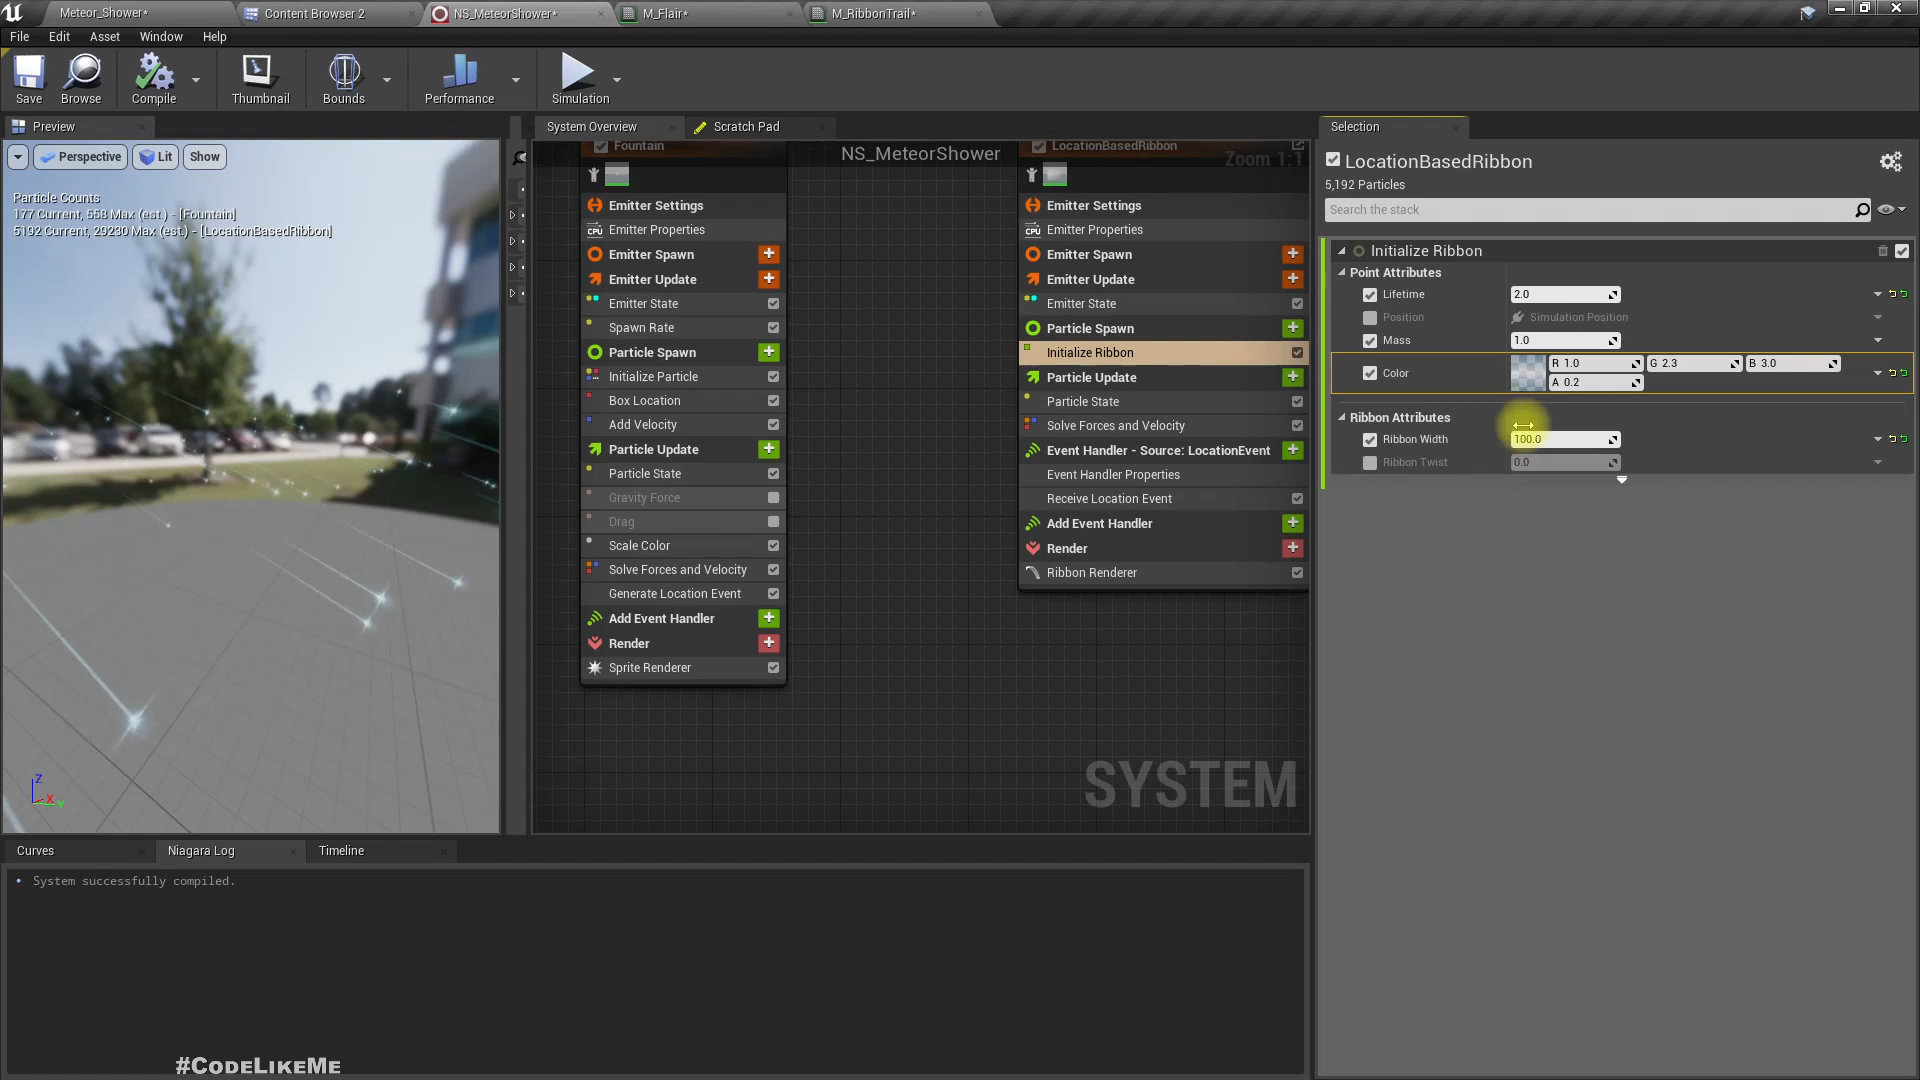 Meteor_Shower*
Content Browser 2
NS_MeteorShower*
M_Flair*
M_RibbonTrail*
File
Edit
Asset
Window
Help
Save
Browse
Compile
Thumbnail
Bounds
Performance
Simulation
Preview
System Overview
Scratch Pad
Selection
Perspective
Lit
Show
Particle Counts
177 Current, 558 Max (est.) - [Fountain]
5192 Current, 29230 Max (est.) - [LocationBasedRibbon]
Z
X
Y
NS_MeteorShower
Zoom 1:1
Fountain
Emitter Settings
CPU Emitter Properties
Emitter Spawn
Emitter Update
Emitter State
Spawn Rate
Particle Spawn
Initialize Particle
Box Location
Add Velocity
Particle Update
Particle State
Gravity Force
Drag
Scale Color
Solve Forces and Velocity
Generate Location Event
Add Event Handler
Render
Sprite Renderer
LocationBasedRibbon
Emitter Settings
CPU Emitter Properties
Emitter Spawn
Emitter Update
Emitter State
Particle Spawn
Initialize Ribbon
Particle Update
Particle State
Solve Forces and Velocity
Event Handler - Source: LocationEvent
Event Handler Properties
Receive Location Event
Add Event Handler
Render
Ribbon Renderer
SYSTEM
LocationBasedRibbon
5,192 Particles
Search the stack
Initialize Ribbon
Point Attributes
Lifetime 2.0
Position Simulation Position
Mass 1.0
Color R 1.0 G 2.3 B 3.0
A 0.2
Ribbon Attributes
Ribbon Width 100.0
Ribbon Twist 0.0
Curves
Niagara Log
Timeline
• System successfully compiled.
#CodeLikeMe